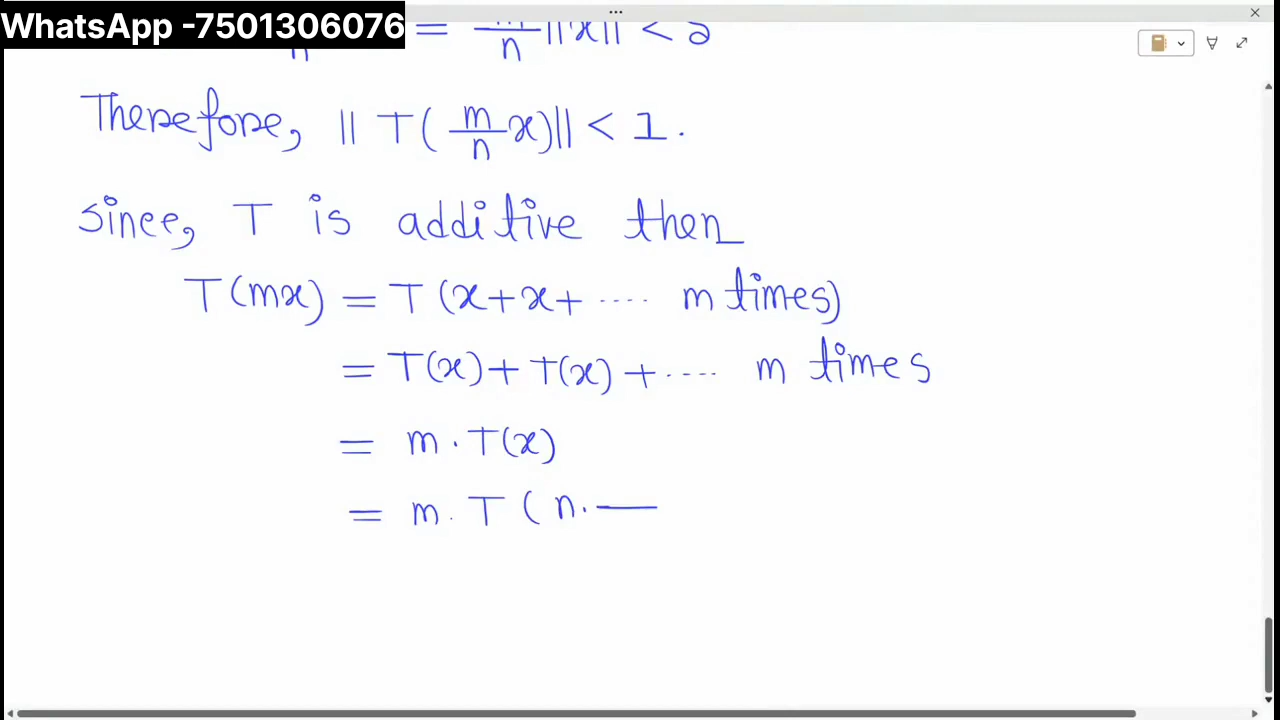 WhatsApp -7501306076
n = m/n ||x|| < δ
Therefore, || T( m/n x)|| < 1.
since, T is additive then
T(mx) = T(x+x+ .... m times)
= T(x)+T(x)+.... m times
= m·T(x)
= m. T ( n. —